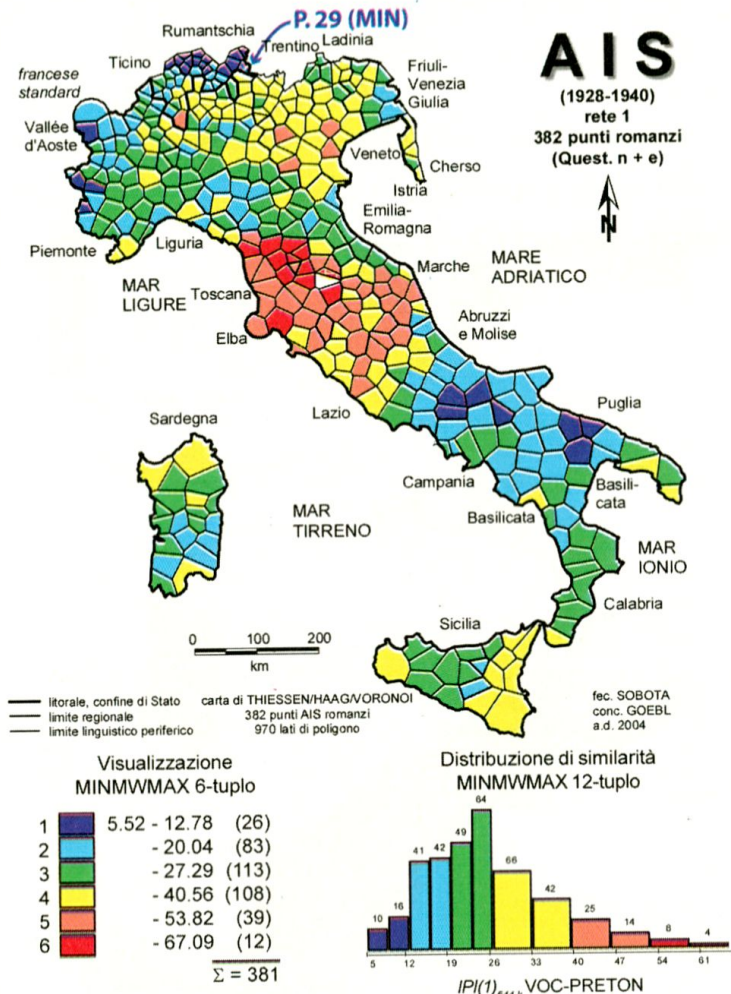 P. 29 (MIN)
Rumantschia
Trentino
Ladinia
Ticino
francese
standard
Friuli-
Venezia
Giulia
Vallée
d'Aoste
Veneto
Cherso
Istria
Emilia-
Romagna
Piemonte
Liguria
MAR
LIGURE
Toscana
Marche
MARE
ADRIATICO
Elba
Abruzzi
e Molise
Lazio
Puglia
Sardegna
Campania
Basili-
cata
Basilicata
MAR
TIRRENO
MAR
IONIO
Calabria
Sicilia
AIS
(1928-1940)
rete 1
382 punti romanzi
(Quest. n + e)
N
0 100 200
km
litorale, confine di Stato
limite regionale
limite linguistico periferico
carta di THIESSEN/HAAG/VORONOI
382 punti AIS romanzi
970 lati di poligono
fec. SOBOTA
conc. GOEBL
a.d. 2004
Visualizzazione
MINMWMAX 6-tuplo
1 5.52 - 12.78 (26)
2 - 20.04 (83)
3 - 27.29 (113)
4 - 40.56 (108)
5 - 53.82 (39)
6 - 67.09 (12)
Σ = 381
Distribuzione di similarità
MINMWMAX 12-tuplo
10 16 41 42 49 64 66 42 25 14 8 4
5 12 19 26 33 40 47 54 61
IPI(1) VOC-PRETON